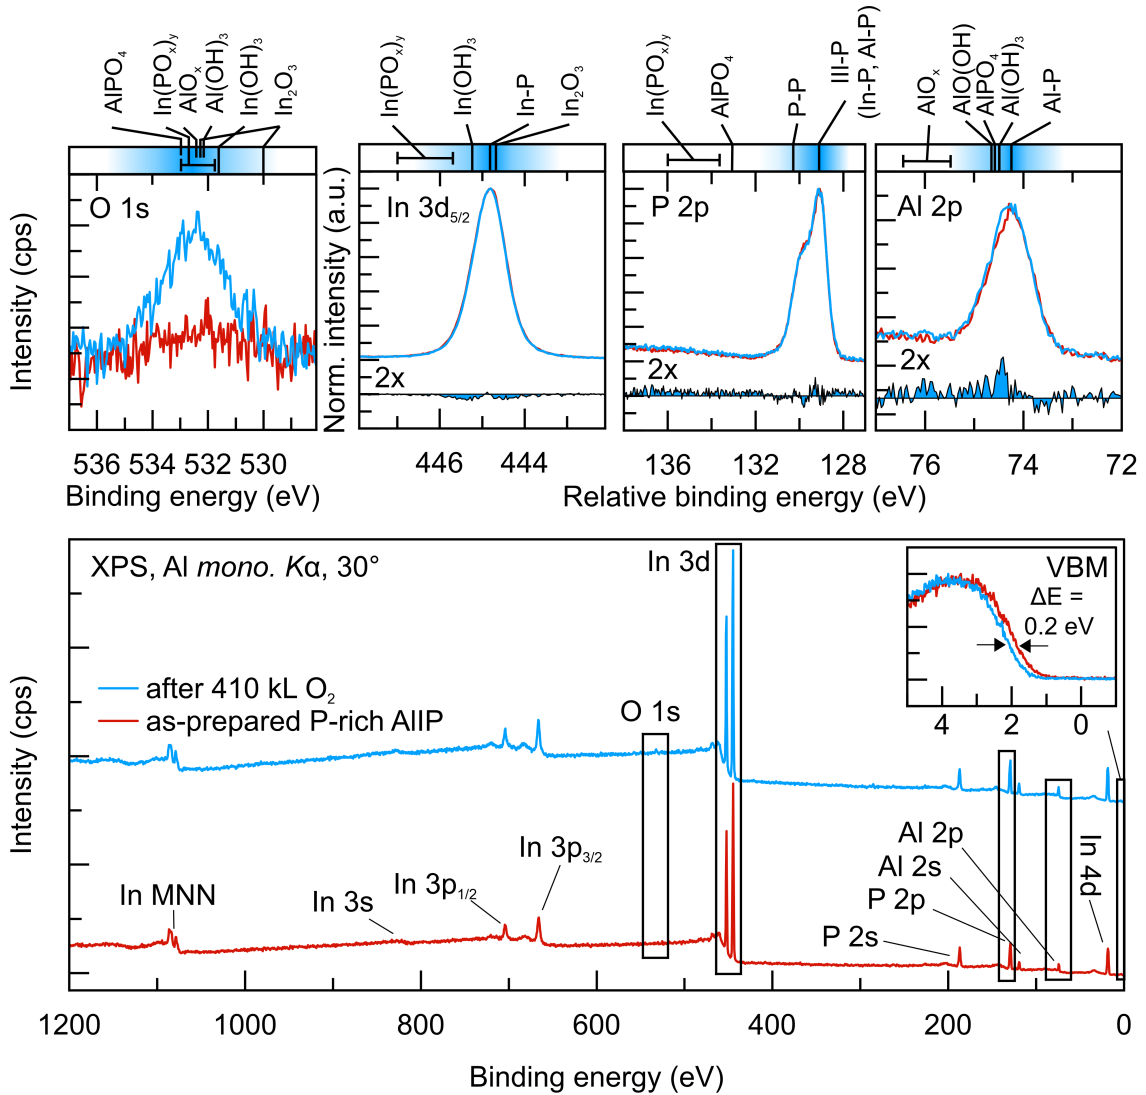 AlPO₄
In(POₓ)ᵧ
AlOₓ
Al(OH)₃
In(OH)₃
In₂O₃
In(POₓ)ᵧ
In(OH)₃
In-P
In₂O₃
In(POₓ)ᵧ
AlPO₄
P-P
III-P
(In-P, Al-P)
AlOₓ
AlO(OH)
AlPO₄
Al(OH)₃
Al-P
O 1s
In 3d₅/₂
P 2p
Al 2p
Intensity (cps)
Norm. intensity (a.u.)
2x
2x
2x
536 534 532 530
446 444
136 132 128
76 74 72
Binding energy (eV)
Relative binding energy (eV)
XPS, Al mono. Kα, 30°
In 3d
VBM
ΔE =
0.2 eV
4 2 0
after 410 kL O₂
as-prepared P-rich AlIP
O 1s
Intensity (cps)
In MNN
In 3s
In 3p₁/₂
In 3p₃/₂
Al 2p
Al 2s
P 2p
P 2s
In 4d
1200 1000 800 600 400 200 0
Binding energy (eV)